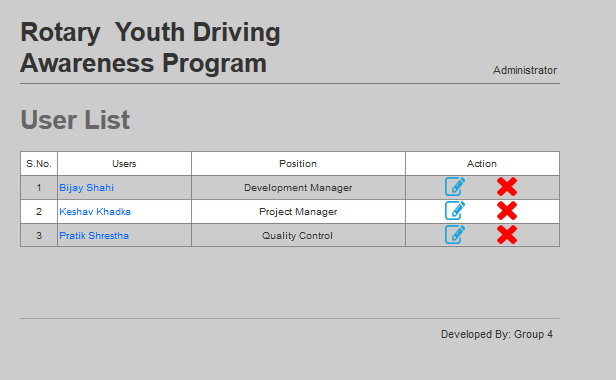 Rotary Youth Driving
Awareness Program
Administrator
User List
S.No. Users Position Action
1 Bijay Shahi Development Manager
2 Keshav Khadka Project Manager
3 Pratik Shrestha Quality Control
Developed By: Group 4